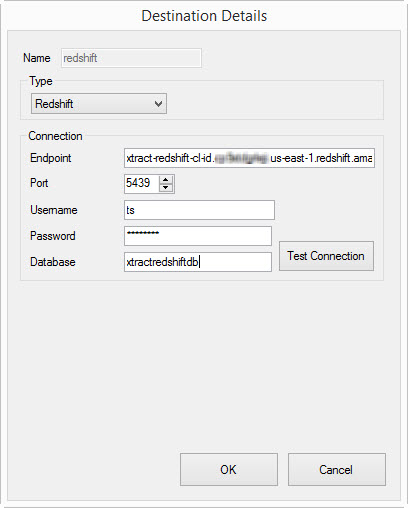 Destination Details
Name redshift
Type
Redshift
Connection
Endpoint xtract-redshift-cl-id. us-east-1.redshift.ama
Port 5439
Username ts
Password ********
Database xtractredshiftdb
Test Connection
OK Cancel